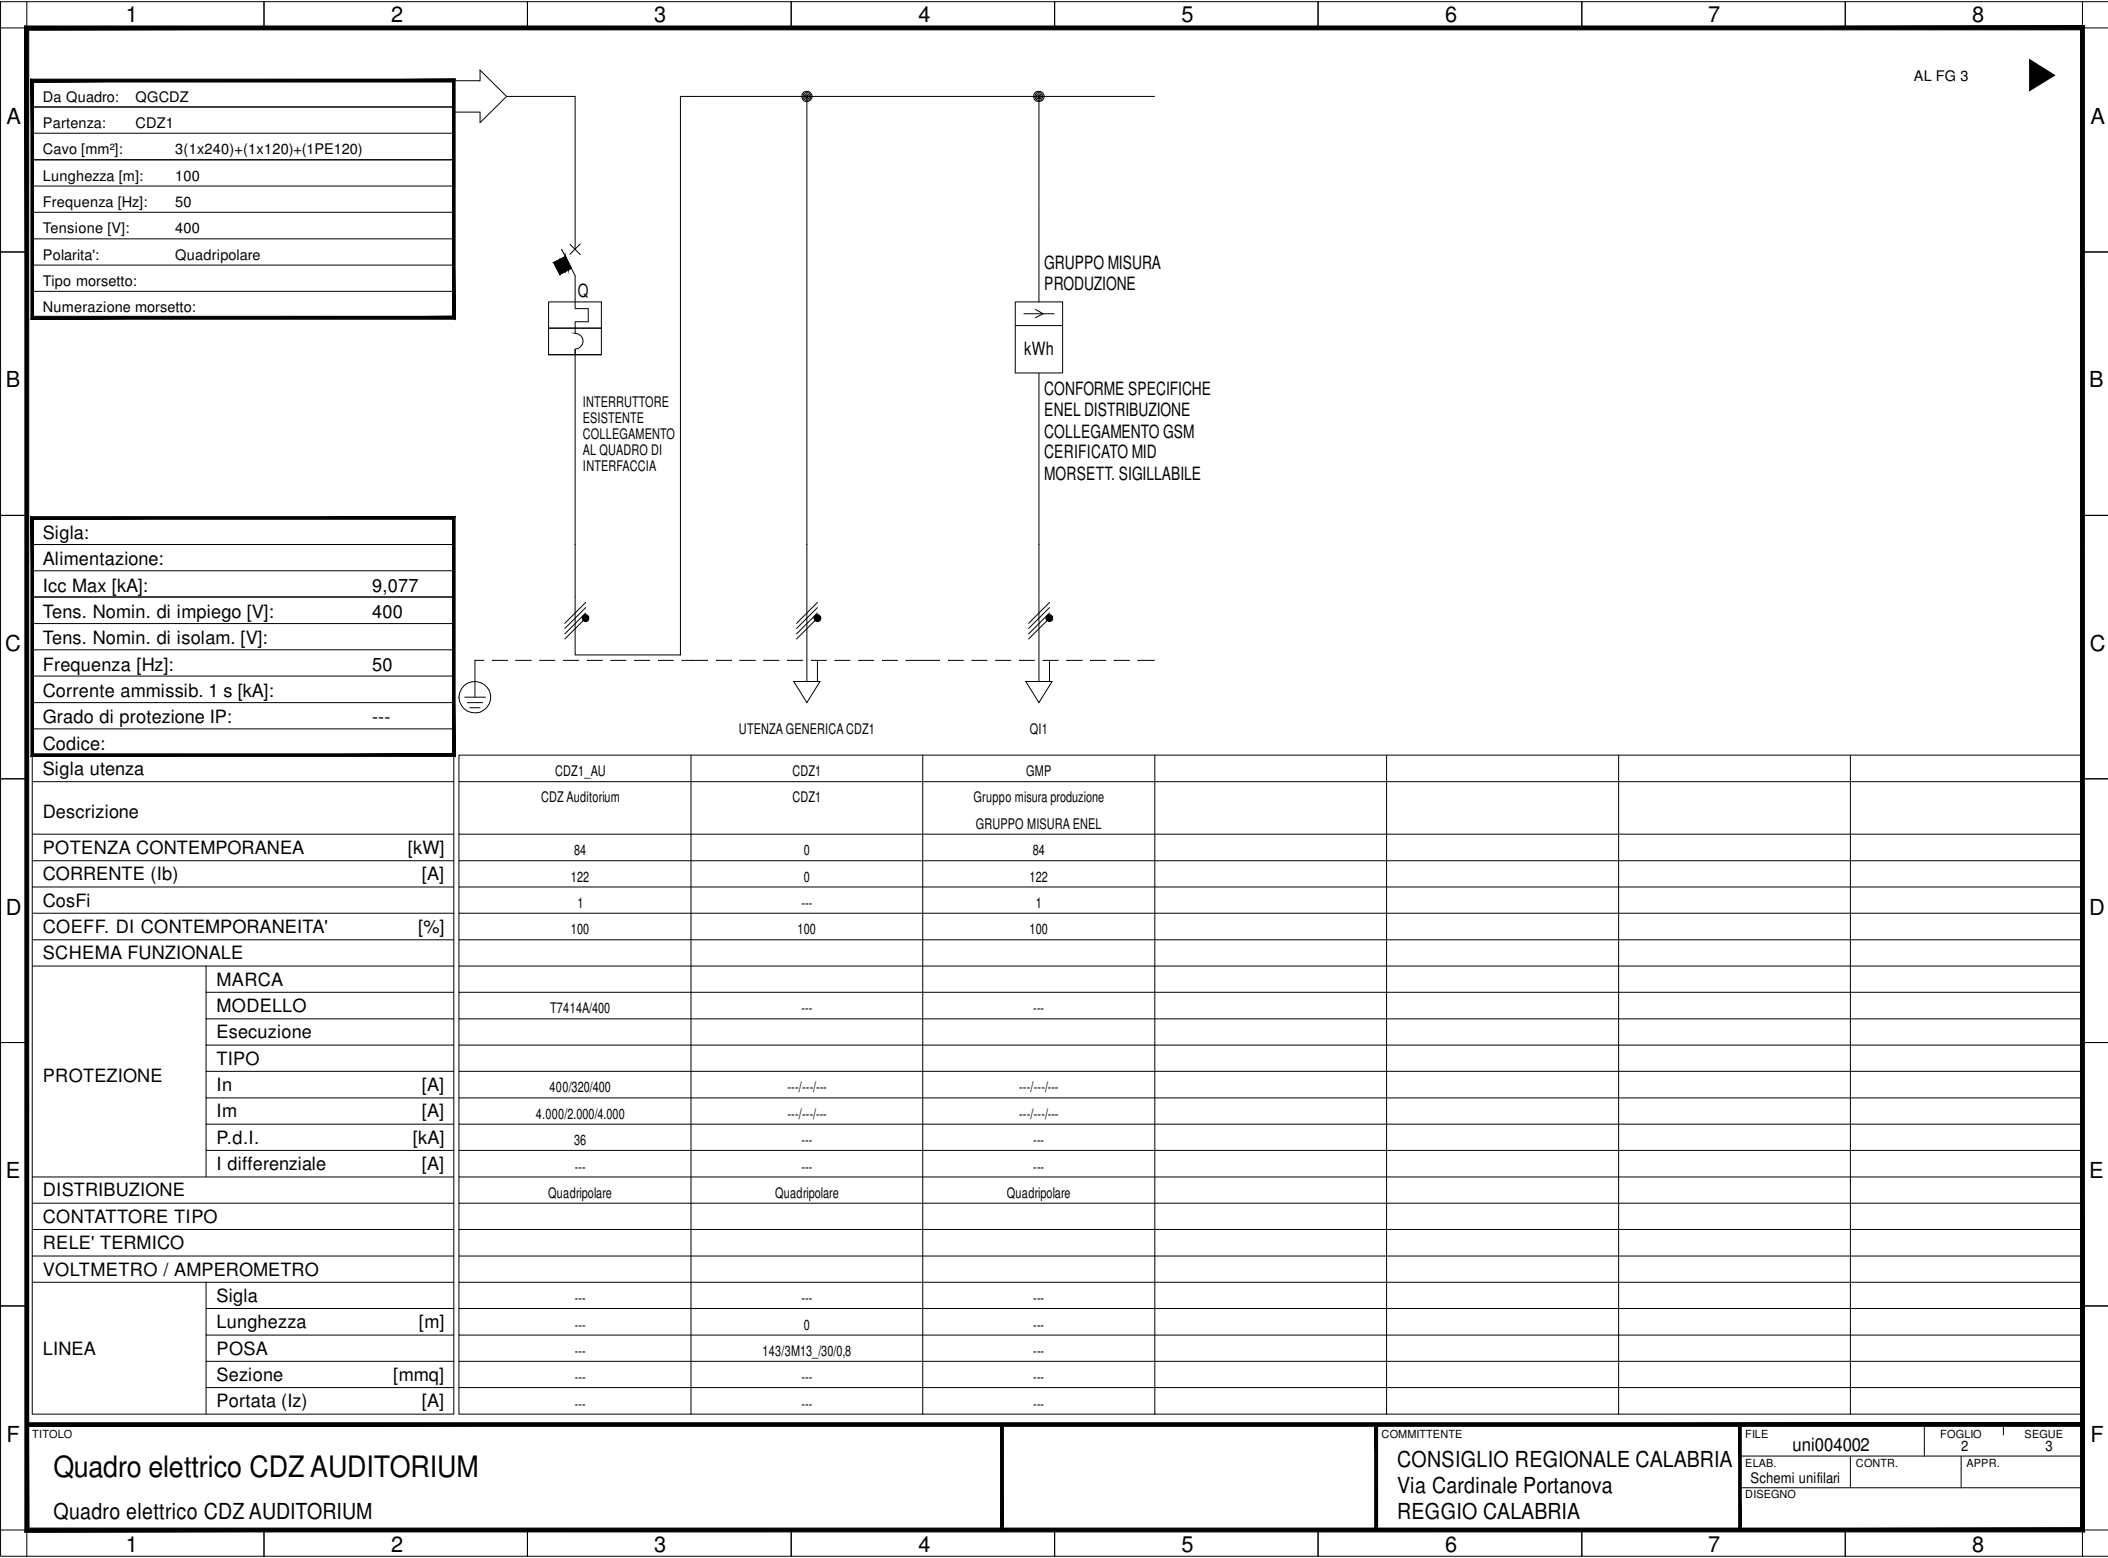 1 2 3 4 5 6 7 8
A A
B B
C C
D D
E E
F F
AL FG 3
Da Quadro: QGCDZ
Partenza: CDZ1
Cavo [mm²]: 3(1x240)+(1x120)+(1PE120)
Lunghezza [m]: 100
Frequenza [Hz]: 50
Tensione [V]: 400
Polarita': Quadripolare
Tipo morsetto:
Numerazione morsetto:
Q
INTERRUTTORE
ESISTENTE
COLLEGAMENTO
AL QUADRO DI
INTERFACCIA
GRUPPO MISURA
PRODUZIONE
kWh
CONFORME SPECIFICHE
ENEL DISTRIBUZIONE
COLLEGAMENTO GSM
CERIFICATO MID
MORSETT. SIGILLABILE
Sigla:
Alimentazione:
Icc Max [kA]: 9,077
Tens. Nomin. di impiego [V]: 400
Tens. Nomin. di isolam. [V]:
Frequenza [Hz]: 50
Corrente ammissib. 1 s [kA]:
Grado di protezione IP: ---
Codice:
UTENZA GENERICA CDZ1 QI1
Sigla utenza CDZ1_AU CDZ1 GMP
Descrizione CDZ Auditorium CDZ1 Gruppo misura produzione
GRUPPO MISURA ENEL
POTENZA CONTEMPORANEA [kW] 84 0 84
CORRENTE (Ib) [A] 122 0 122
CosFi 1 --- 1
COEFF. DI CONTEMPORANEITA' [%] 100 100 100
SCHEMA FUNZIONALE
PROTEZIONE
MARCA
MODELLO T7414A/400 --- ---
Esecuzione
TIPO
In [A] 400/320/400 ---/---/--- ---/---/---
Im [A] 4.000/2.000/4.000 ---/---/--- ---/---/---
P.d.I. [kA] 36 --- ---
I differenziale [A] --- --- ---
DISTRIBUZIONE Quadripolare Quadripolare Quadripolare
CONTATTORE TIPO
RELE' TERMICO
VOLTMETRO / AMPEROMETRO
LINEA
Sigla --- --- ---
Lunghezza [m] --- 0 ---
POSA --- 143/3M13_/30/0,8 ---
Sezione [mmq] --- --- ---
Portata (Iz) [A] --- --- ---
TITOLO
Quadro elettrico CDZ AUDITORIUM
Quadro elettrico CDZ AUDITORIUM
COMMITTENTE
CONSIGLIO REGIONALE CALABRIA
Via Cardinale Portanova
REGGIO CALABRIA
FILE uni004002
FOGLIO 2
SEGUE 3
ELAB. Schemi unifilari
CONTR.
APPR.
DISEGNO
1 2 3 4 5 6 7 8